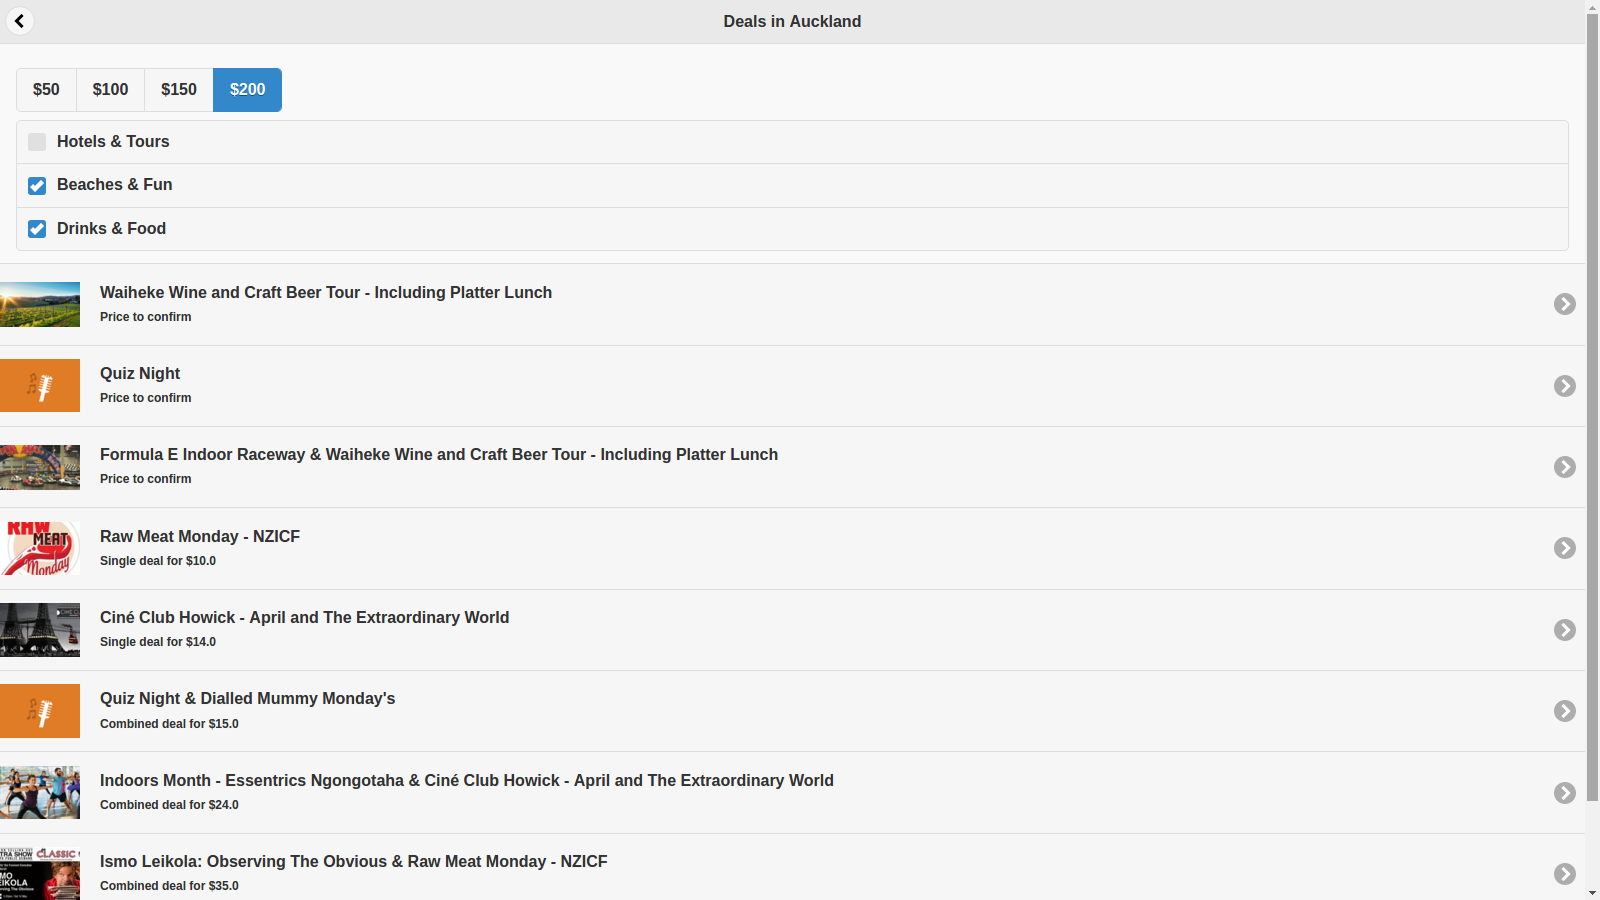 Deals in Auckland
$50 $100 $150 $200
Hotels & Tours
Beaches & Fun
Drinks & Food
Waiheke Wine and Craft Beer Tour - Including Platter Lunch
Price to confirm
Quiz Night
Price to confirm
Formula E Indoor Raceway & Waiheke Wine and Craft Beer Tour - Including Platter Lunch
Price to confirm
RAW
MEAT
Monday
Raw Meat Monday - NZICF
Single deal for $10.0
Ciné Club Howick - April and The Extraordinary World
Single deal for $14.0
Quiz Night & Dialled Mummy Monday's
Combined deal for $15.0
Indoors Month - Essentrics Ngongotaha & Ciné Club Howick - April and The Extraordinary World
Combined deal for $24.0
CLASSIC
Ismo Leikola: Observing The Obvious & Raw Meat Monday - NZICF
Combined deal for $35.0